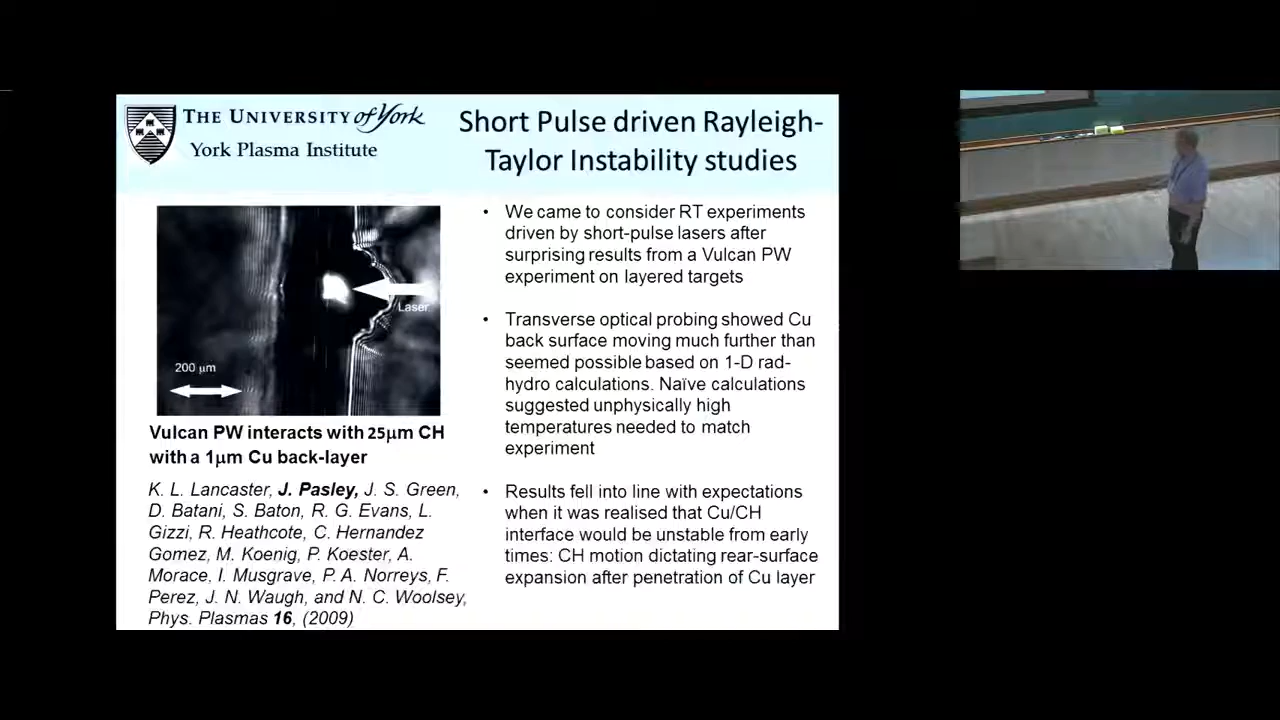 THE UNIVERSITY of York
York Plasma Institute
Short Pulse driven Rayleigh-
Taylor Instability studies
Laser
200 μm
Vulcan PW interacts with 25μm CH
with a 1μm Cu back-layer
K. L. Lancaster, J. Pasley, J. S. Green,
D. Batani, S. Baton, R. G. Evans, L.
Gizzi, R. Heathcote, C. Hernandez
Gomez, M. Koenig, P. Koester, A.
Morace, I. Musgrave, P. A. Norreys, F.
Perez, J. N. Waugh, and N. C. Woolsey,
Phys. Plasmas 16, (2009)
• We came to consider RT experiments
driven by short-pulse lasers after
surprising results from a Vulcan PW
experiment on layered targets
• Transverse optical probing showed Cu
back surface moving much further than
seemed possible based on 1-D rad-
hydro calculations. Naïve calculations
suggested unphysically high
temperatures needed to match
experiment
• Results fell into line with expectations
when it was realised that Cu/CH
interface would be unstable from early
times: CH motion dictating rear-surface
expansion after penetration of Cu layer